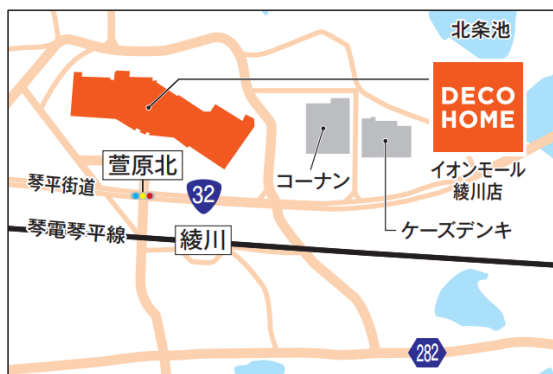 北条池
DECO
HOME
イオンモール
綾川店
コーナン
ケーズデンキ
萱原北
琴平街道
32
琴電琴平線
綾川
282